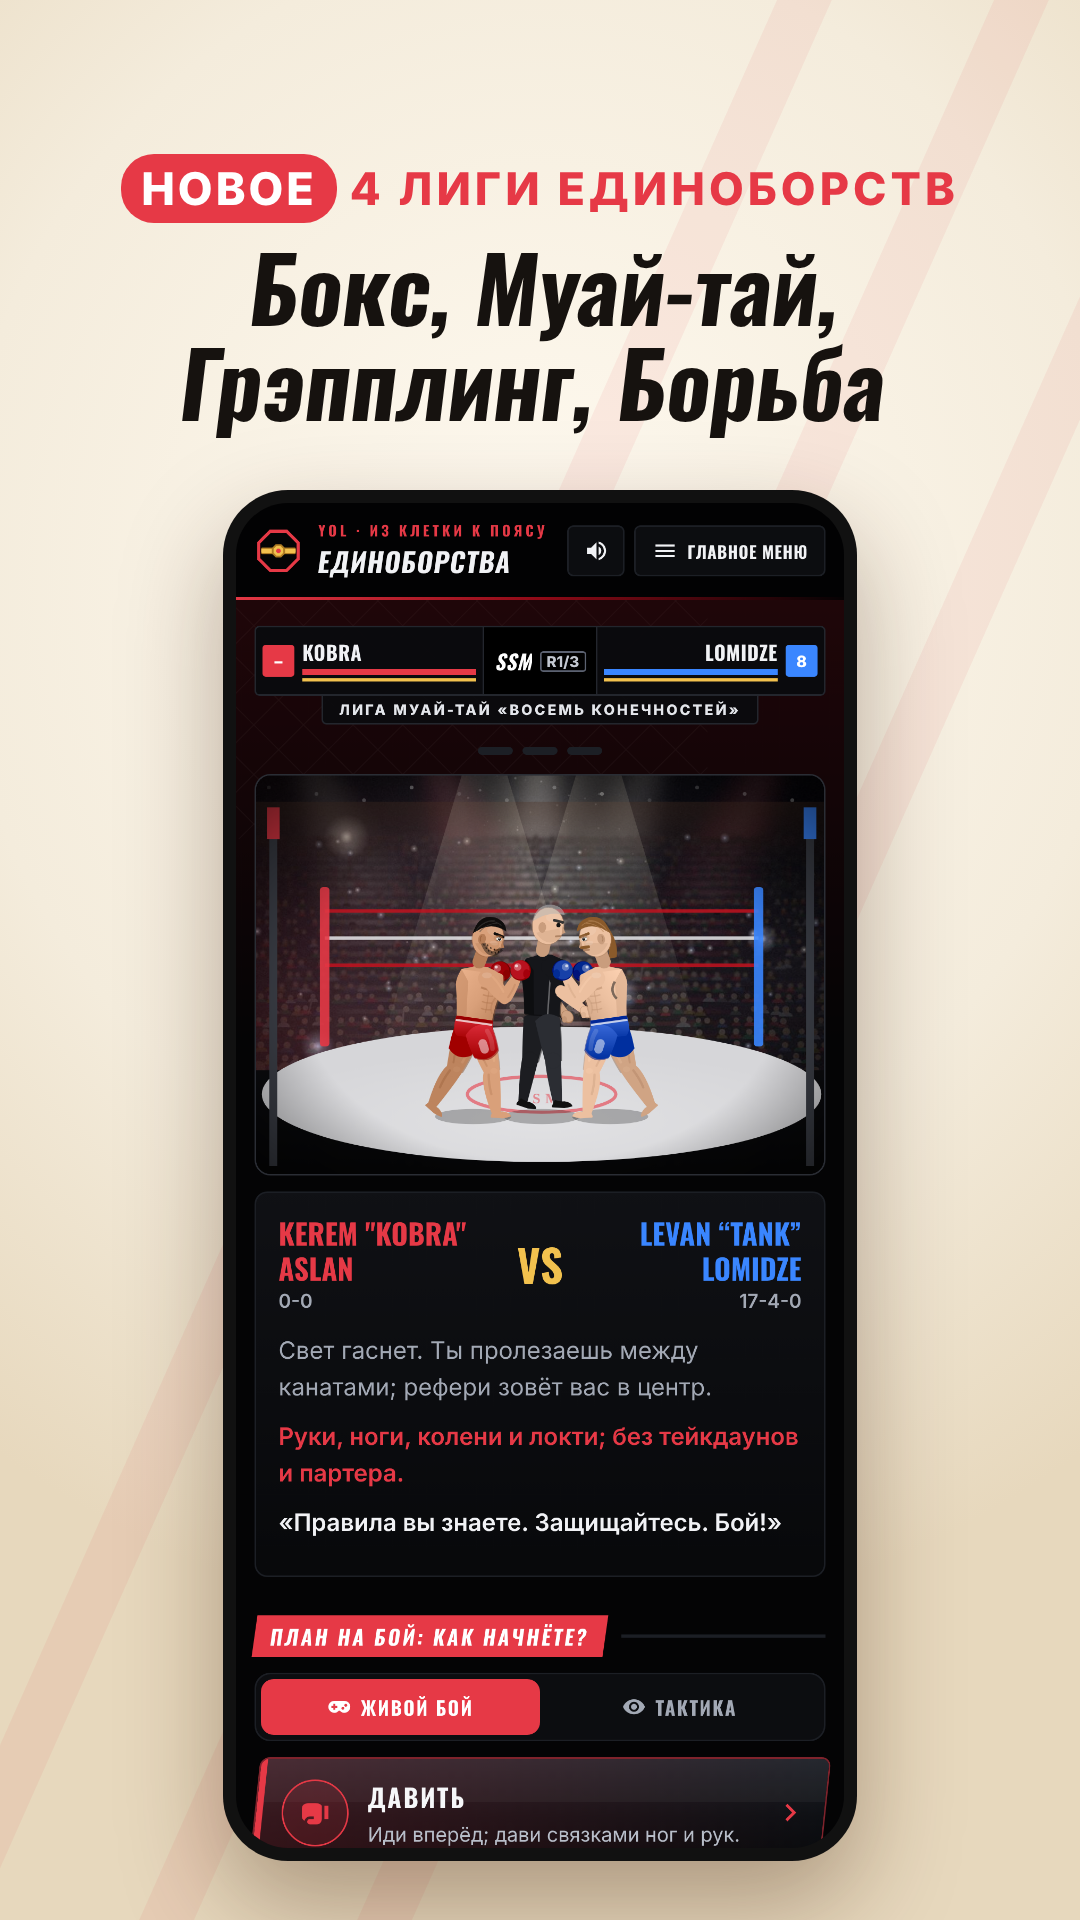 НОВОЕ 4 ЛИГИ ЕДИНОБОРСТВ
Бокс, Муай-тай,
Грэпплинг, Борьба
YOL · ИЗ КЛЕТКИ К ПОЯСУ
ЕДИНОБОРСТВА
ГЛАВНОЕ МЕНЮ
- KOBRA SSM R1/3 LOMIDZE 8
ЛИГА МУАЙ-ТАЙ «ВОСЕМЬ КОНЕЧНОСТЕЙ»
KEREM "KOBRA" ASLAN
0-0
VS
LEVAN “TANK” LOMIDZE
17-4-0
Свет гаснет. Ты пролезаешь между
канатами; рефери зовёт вас в центр.
Руки, ноги, колени и локти; без тейкдаунов
и партера.
«Правила вы знаете. Защищайтесь. Бой!»
ПЛАН НА БОЙ: КАК НАЧНЁТЕ?
ЖИВОЙ БОЙ
ТАКТИКА
ДАВИТЬ
Иди вперёд; дави связками ног и рук.